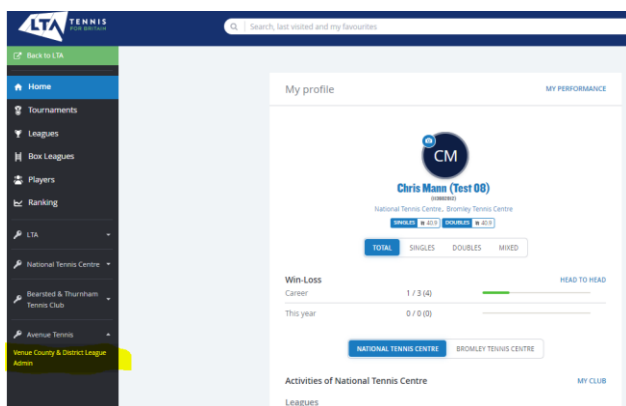 LTA TENNIS
FOR BRITAIN
Search, last visited and my favourites
Back to LTA
Home
Tournaments
Leagues
Box Leagues
Players
Ranking
LTA
National Tennis Centre
Bearsted & Thurnham
Tennis Club
Avenue Tennis
Venue County & District League
Admin
My profile
MY PERFORMANCE
CM
Chris Mann (Test 08)
National Tennis Centre, Bromley Tennis Centre
SINGLES 40.9 DOUBLES 40.9
TOTAL SINGLES DOUBLES MIXED
Win-Loss
HEAD TO HEAD
Career 1 / 3 (4)
This year 0 / 0 (0)
NATIONAL TENNIS CENTRE BROMLEY TENNIS CENTRE
Activities of National Tennis Centre
MY CLUB
Leagues